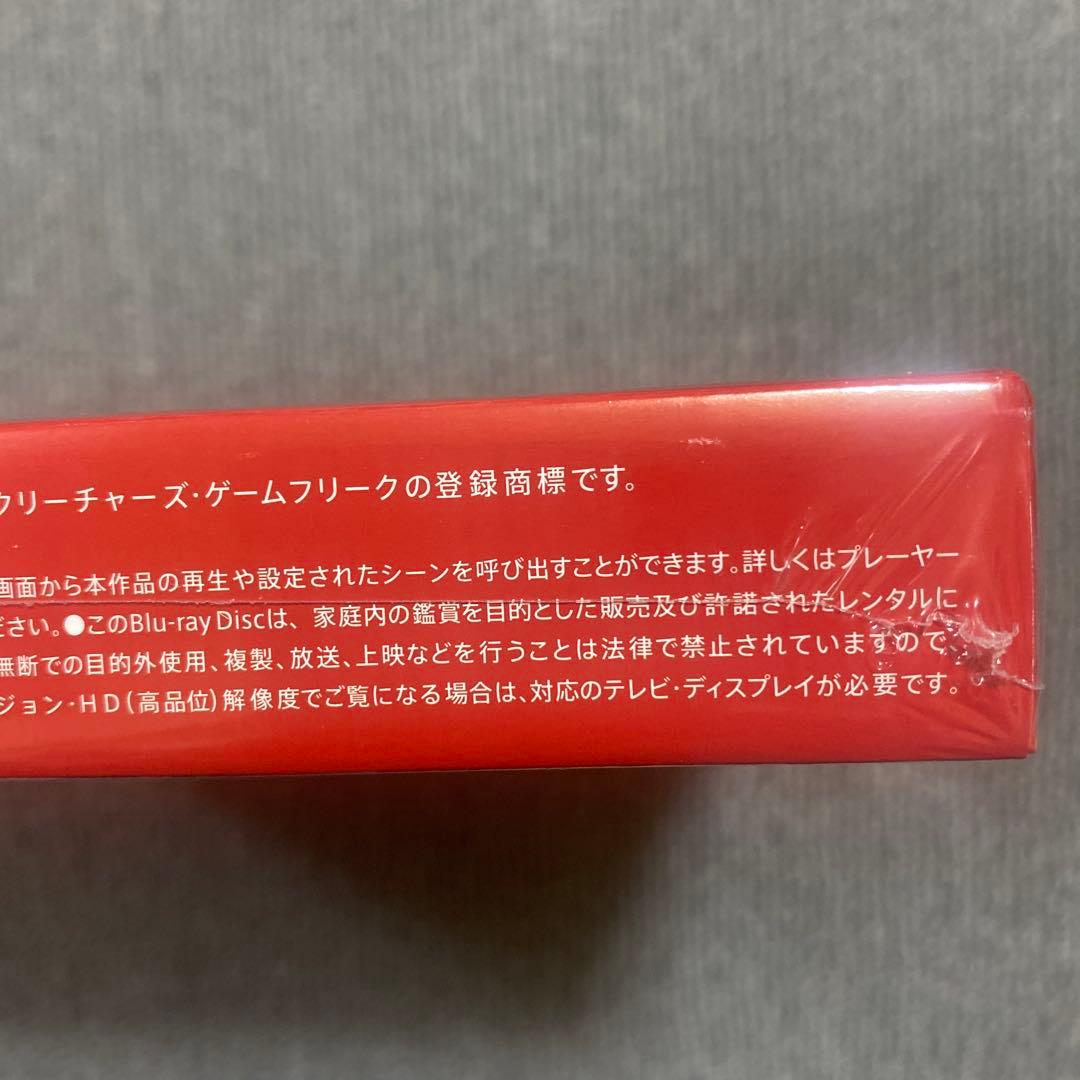 クリーチャーズ・ゲームフリークの登録商標です。
画面から本作品の再生や設定されたシーンを呼び出すことができます。詳しくはプレーヤー
ださい。●このBlu-ray Discは、家庭内の鑑賞を目的とした販売及び許諾されたレンタルに
無断での目的外使用、複製、放送、上映などを行うことは法律で禁止されていますので
ジョン・HD(高品位)解像度でご覧になる場合は、対応のテレビ・ディスプレイが必要です。